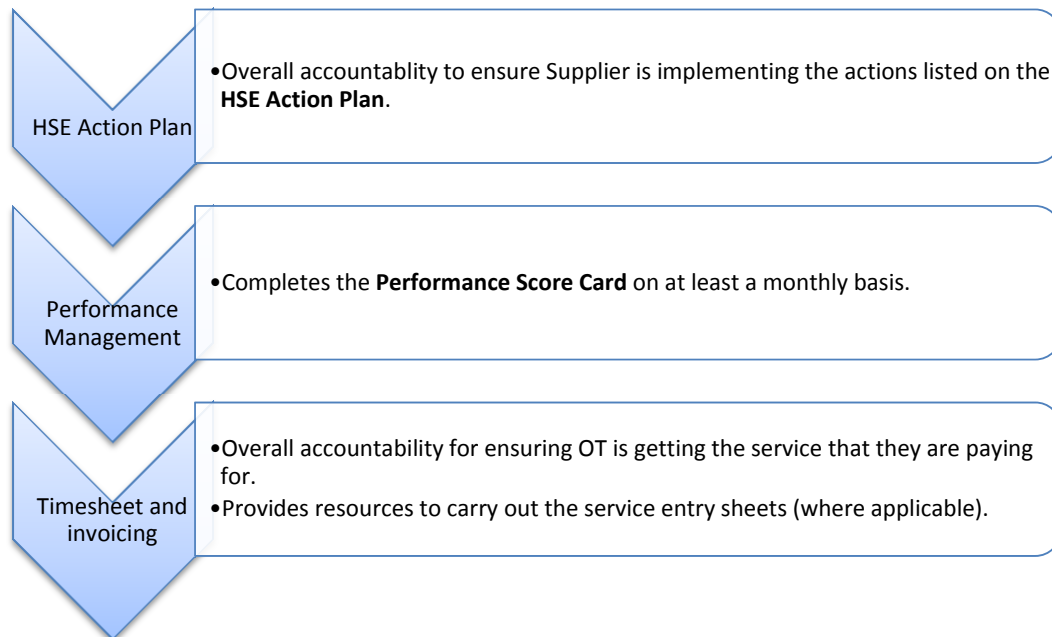 HSE Action Plan
•Overall accountablity to ensure Supplier is implementing the actions listed on the
HSE Action Plan.
Performance
Management
•Completes the Performance Score Card on at least a monthly basis.
Timesheet and
invoicing
•Overall accountability for ensuring OT is getting the service that they are paying
for.
•Provides resources to carry out the service entry sheets (where applicable).